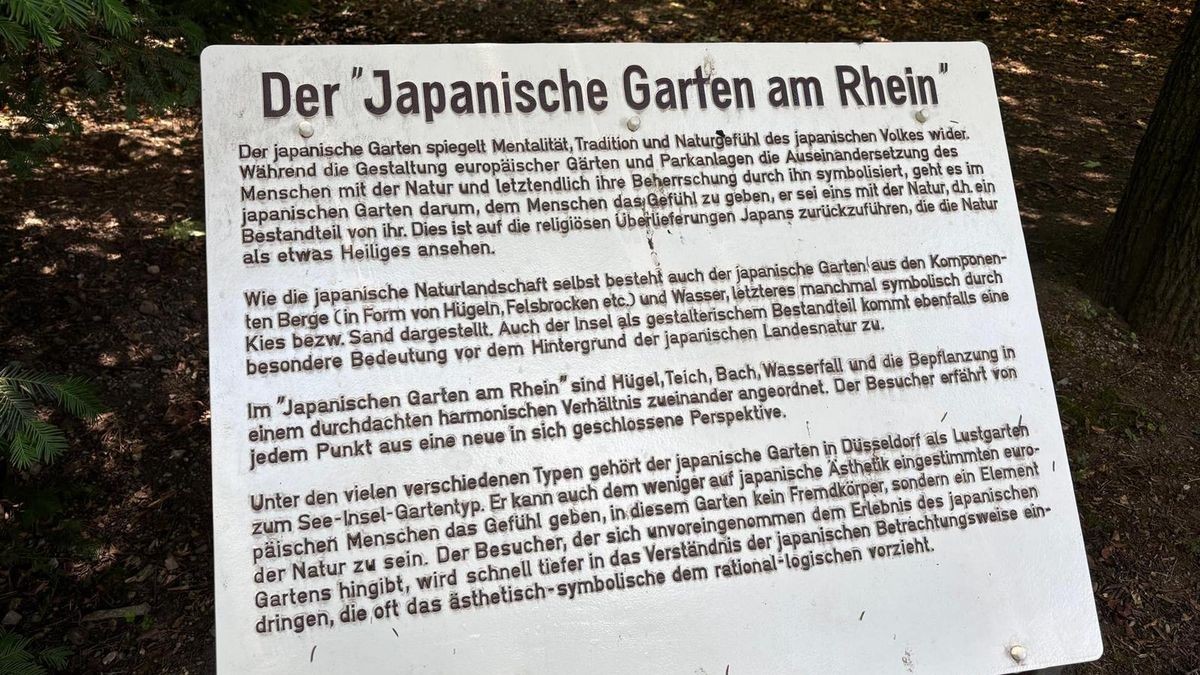 Der "Japanische Garten am Rhein"
Der japanische Garten spiegelt Mentalität, Tradition und Naturgefühl des japanischen Volkes wider.
Während die Gestaltung europäischer Gärten und Parkanlagen die Auseinandersetzung des
Menschen mit der Natur und letztendlich ihre Beherrschung durch ihn symbolisiert, geht es im
japanischen Garten darum, dem Menschen das Gefühl zu geben, er sei eins mit der Natur, d.h. ein
Bestandteil von ihr. Dies ist auf die religiösen Überlieferungen Japans zurückzuführen, die die Natur
als etwas Heiliges ansehen.
Wie die japanische Naturlandschaft selbst besteht auch der japanische Garten aus den Komponen-
ten Berge (in Form von Hügeln, Felsbrocken etc.) und Wasser, letzteres manchmal symbolisch durch
Kies bezw. Sand dargestellt. Auch der Insel als gestalterischem Bestandteil kommt ebenfalls eine
besondere Bedeutung vor dem Hintergrund der japanischen Landesnatur zu.
Im "Japanischen Garten am Rhein" sind Hügel, Teich, Bach, Wasserfall und die Bepflanzung in
einem durchdachten harmonischen Verhältnis zueinander angeordnet. Der Besucher erfährt von
jedem Punkt aus eine neue in sich geschlossene Perspektive.
Unter den vielen verschiedenen Typen gehört der japanische Garten in Düsseldorf als Lustgarten
zum See-Insel-Gartentyp. Er kann auch dem weniger auf japanische Ästhetik eingestimmten euro-
päischen Menschen das Gefühl geben, in diesem Garten kein Fremdkörper, sondern ein Element
der Natur zu sein. Der Besucher, der sich unvoreingenommen dem Erlebnis des japanischen
Gartens hingibt, wird schnell tiefer in das Verständnis der japanischen Betrachtungsweise ein-
dringen, die oft das ästhetisch-symbolische dem rational-logischen vorzieht.